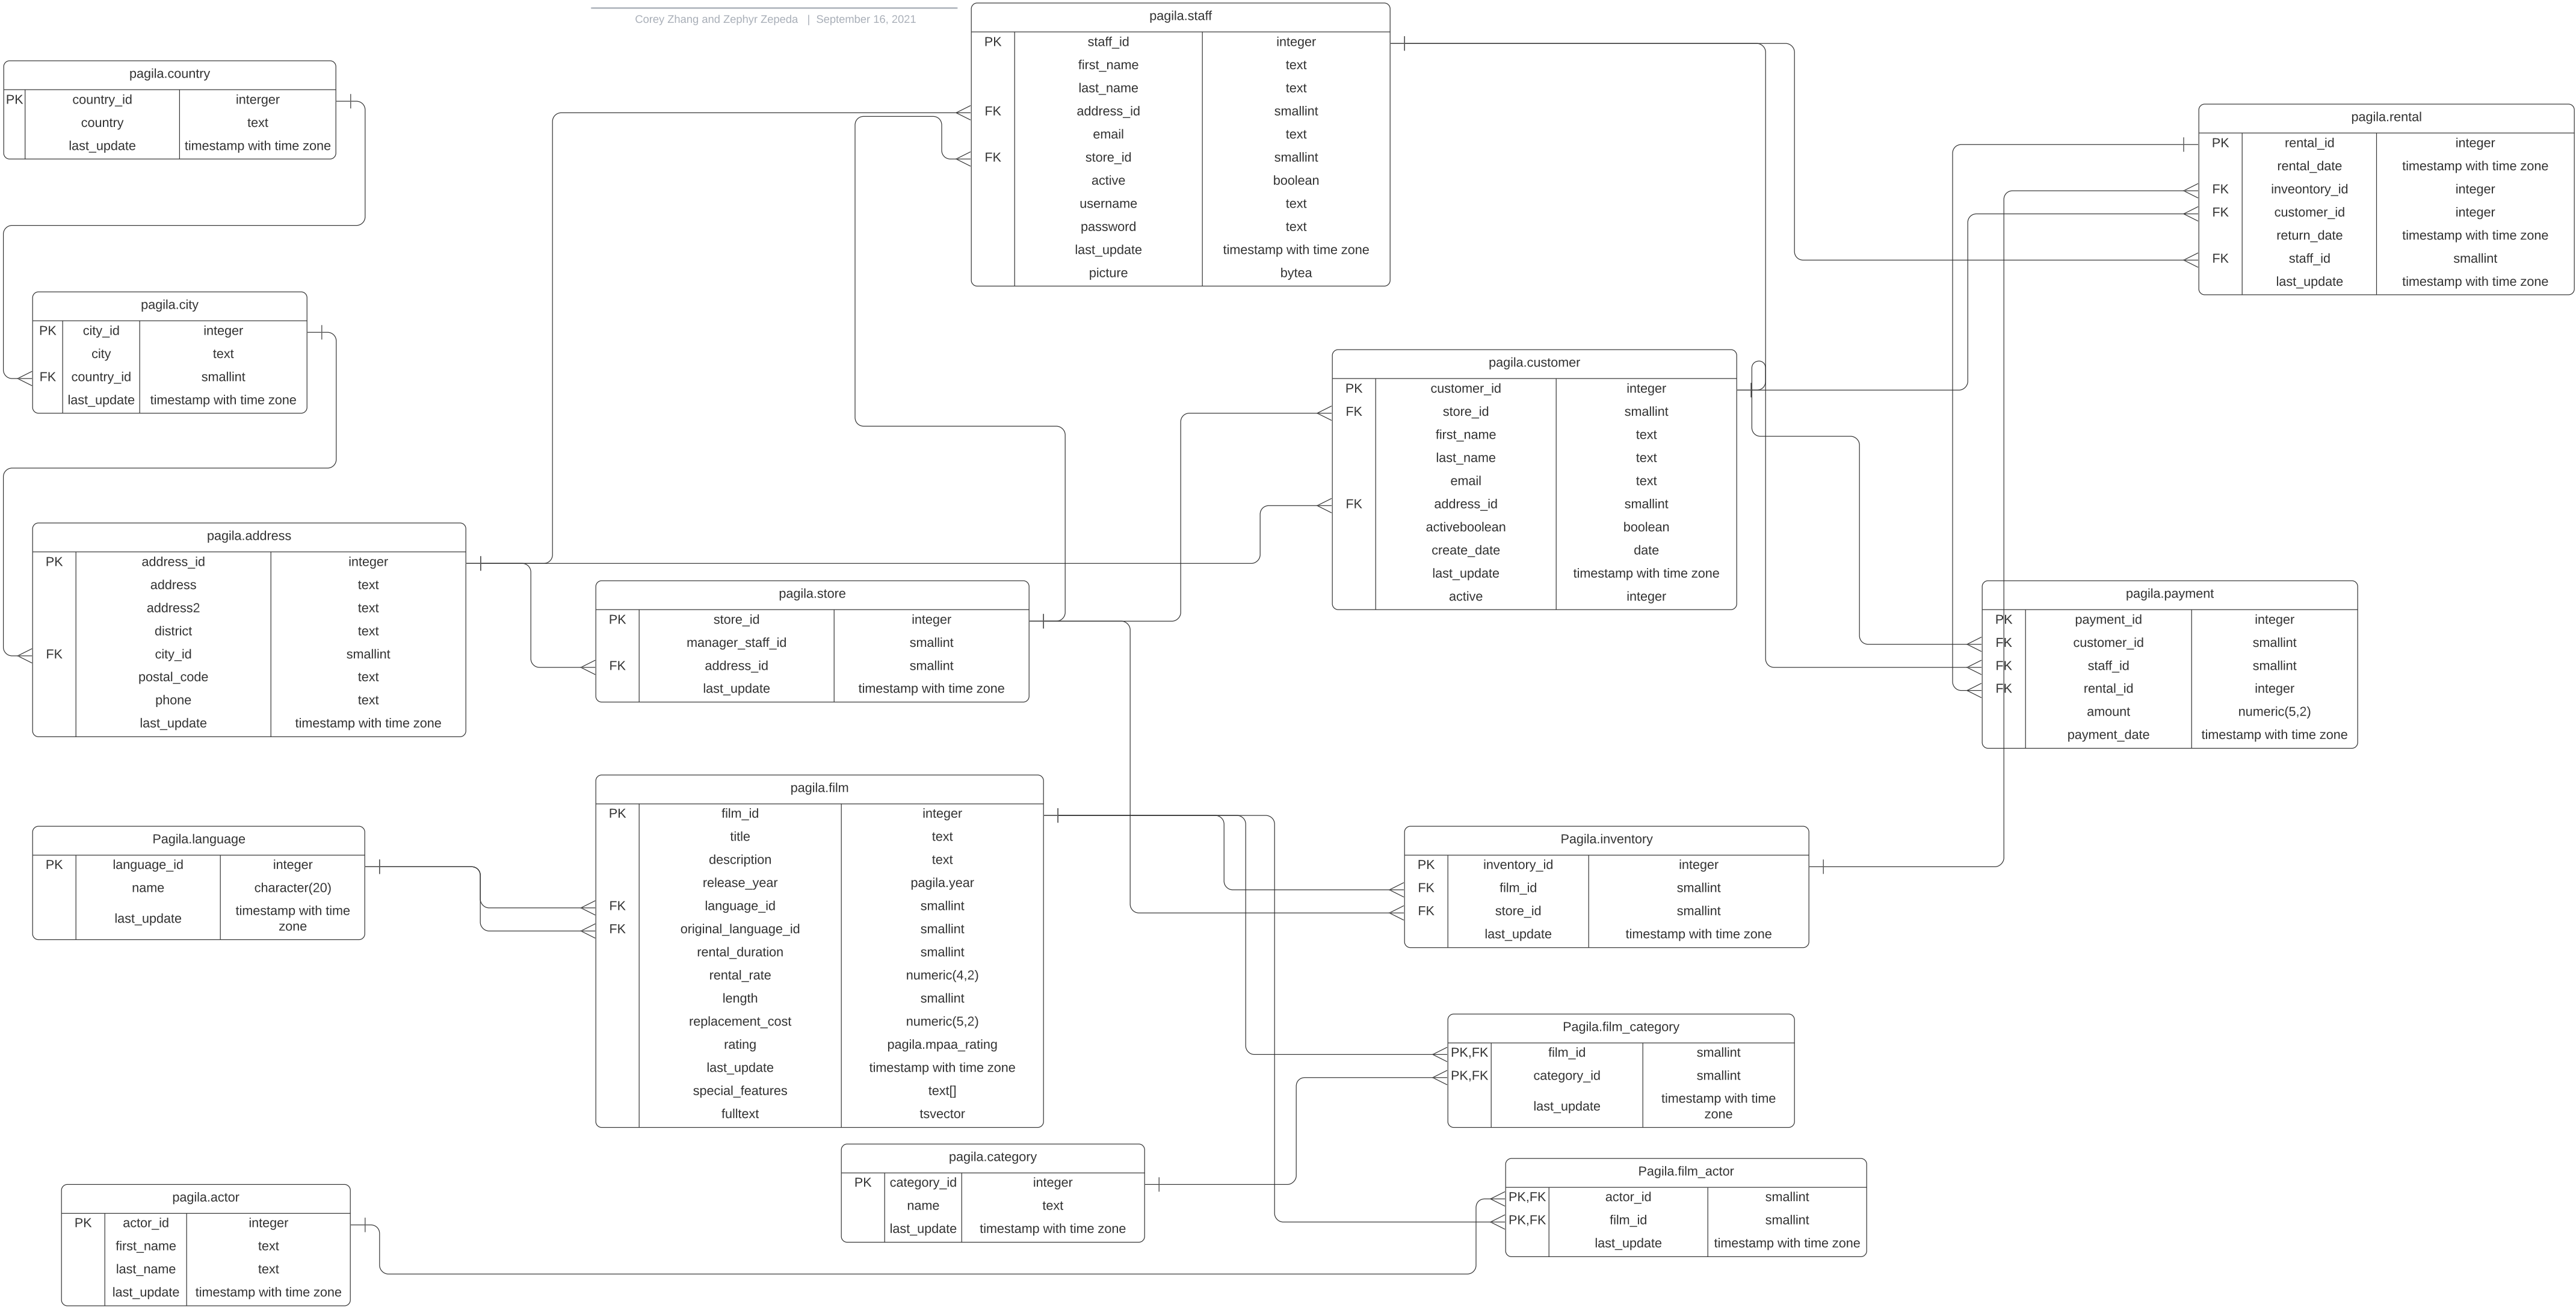 Corey Zhang and Zephyr Zepeda | September 16, 2021
pagila.staff
PK staff_id integer
first_name text
last_name text
FK address_id smallint
email text
FK store_id smallint
active boolean
username text
password text
last_update timestamp with time zone
picture bytea
pagila.country
PK country_id interger
country text
last_update timestamp with time zone
pagila.rental
PK rental_id integer
rental_date timestamp with time zone
FK inveontory_id integer
FK customer_id integer
return_date timestamp with time zone
FK staff_id smallint
last_update timestamp with time zone
pagila.city
PK city_id integer
city text
FK country_id smallint
last_update timestamp with time zone
pagila.customer
PK customer_id integer
FK store_id smallint
first_name text
last_name text
email text
FK address_id smallint
activeboolean boolean
create_date date
last_update timestamp with time zone
active integer
pagila.address
PK address_id integer
address text
address2 text
district text
FK city_id smallint
postal_code text
phone text
last_update timestamp with time zone
pagila.store
PK store_id integer
manager_staff_id smallint
FK address_id smallint
last_update timestamp with time zone
pagila.payment
PK payment_id integer
FK customer_id smallint
FK staff_id smallint
FK rental_id integer
amount numeric(5,2)
payment_date timestamp with time zone
pagila.film
PK film_id integer
title text
description text
release_year pagila.year
FK language_id smallint
FK original_language_id smallint
rental_duration smallint
rental_rate numeric(4,2)
length smallint
replacement_cost numeric(5,2)
rating pagila.mpaa_rating
last_update timestamp with time zone
special_features text[]
fulltext tsvector
Pagila.language
PK language_id integer
name character(20)
last_update timestamp with time
zone
Pagila.inventory
PK inventory_id integer
FK film_id smallint
FK store_id smallint
last_update timestamp with time zone
Pagila.film_category
PK,FK film_id smallint
PK,FK category_id smallint
last_update timestamp with time
zone
pagila.category
PK category_id integer
name text
last_update timestamp with time zone
Pagila.film_actor
PK,FK actor_id smallint
PK,FK film_id smallint
last_update timestamp with time zone
pagila.actor
PK actor_id integer
first_name text
last_name text
last_update timestamp with time zone